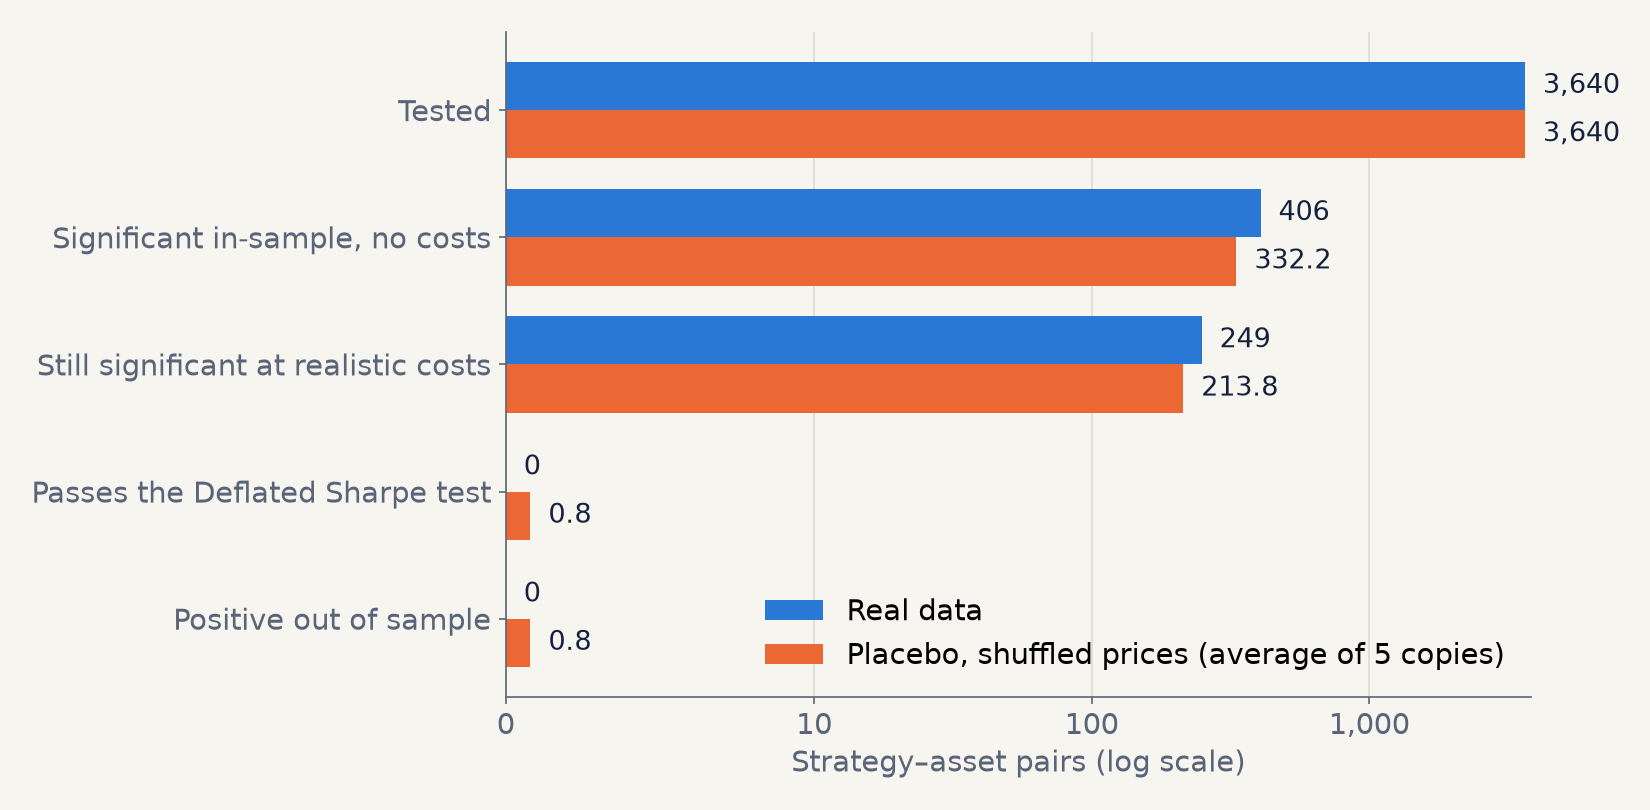 Tested
3,640
3,640
Significant in-sample, no costs
406
332.2
Still significant at realistic costs
249
213.8
Passes the Deflated Sharpe test
0
0.8
Positive out of sample
0
0.8
Real data
Placebo, shuffled prices (average of 5 copies)
0 10 100 1,000
Strategy–asset pairs (log scale)